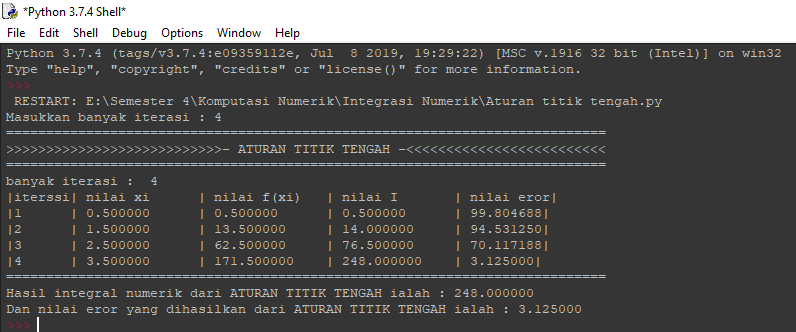 *Python 3.7.4 Shell*
File Edit Shell Debug Options Window Help
Python 3.7.4 (tags/v3.7.4:e09359112e, Jul  8 2019, 19:29:22) [MSC v.1916 32 bit (Intel)] on win32
Type "help", "copyright", "credits" or "license()" for more information.
>>>
 RESTART: E:\Semester 4\Komputasi Numerik\Integrasi Numerik\Aturan titik tengah.py
Masukkan banyak iterasi : 4
===========================================================================
>>>>>>>>>>>>>>>>>>>>>>>>>>>- ATURAN TITIK TENGAH -<<<<<<<<<<<<<<<<<<<<<<<<<
===========================================================================
banyak iterasi :  4
|iterssi| nilai xi | nilai f(xi) | nilai I | nilai eror|
|1 | 0.500000 | 0.500000 | 0.500000 | 99.804688|
|2 | 1.500000 | 13.500000 | 14.000000 | 94.531250|
|3 | 2.500000 | 62.500000 | 76.500000 | 70.117188|
|4 | 3.500000 | 171.500000 | 248.000000 | 3.125000|
===========================================================================
Hasil integral numerik dari ATURAN TITIK TENGAH ialah : 248.000000
Dan nilai eror yang dihasilkan dari ATURAN TITIK TENGAH ialah : 3.125000
>>>